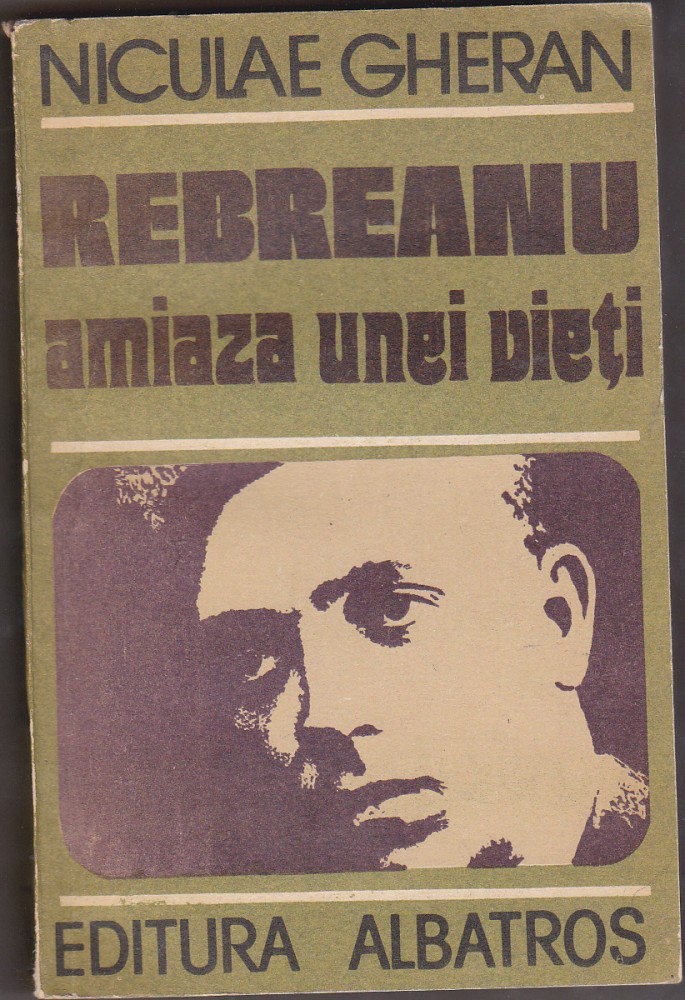 NICULAE GHERAN
REBREANU
amiaza unei vieți
EDITURA ALBATROS